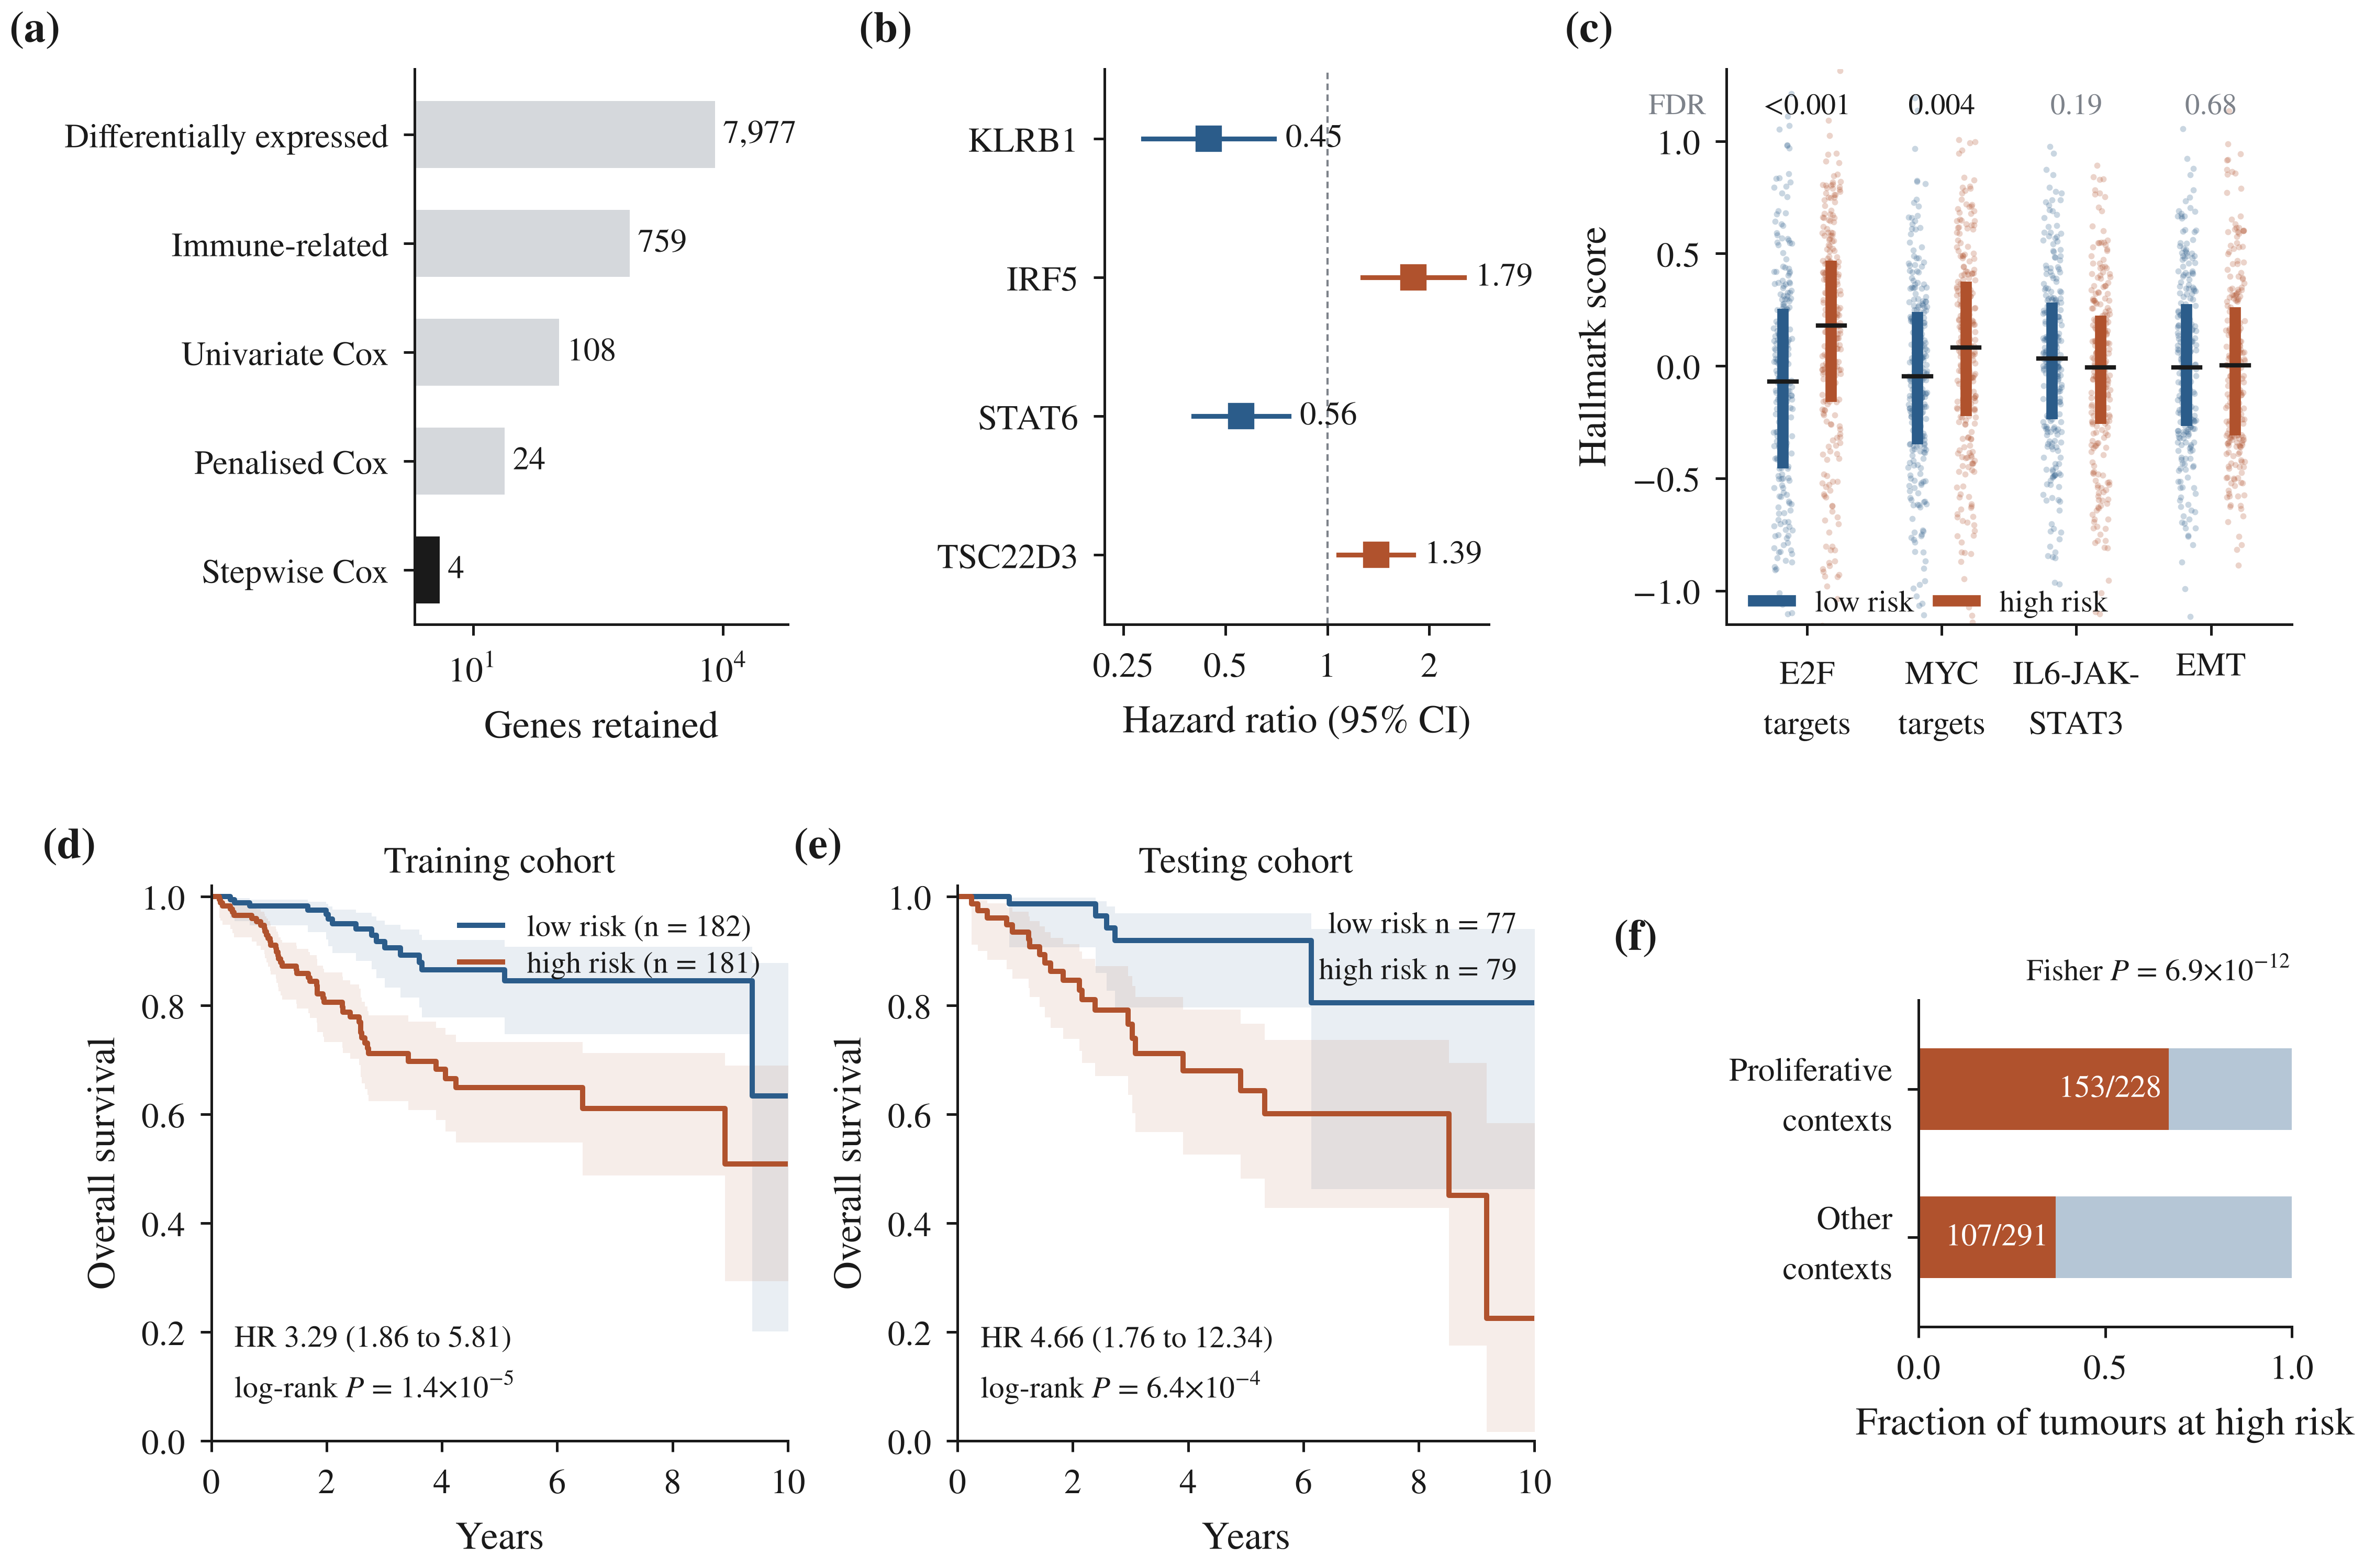 (a)
Differentially expressed
7,977
Immune-related
759
Univariate Cox
108
Penalised Cox
24
Stepwise Cox
4
10¹
10⁴
Genes retained
(b)
KLRB1
0.45
IRF5
1.79
STAT6
0.56
TSC22D3
1.39
0.25
0.5
1
2
Hazard ratio (95% CI)
(c)
FDR
<0.001
0.004
0.19
0.68
Hallmark score
1.0
0.5
0.0
−0.5
−1.0
low risk
high risk
E2F
targets
MYC
targets
IL6-JAK-
STAT3
EMT
(d)
Training cohort
low risk (n = 182)
high risk (n = 181)
Overall survival
1.0
0.8
0.6
0.4
0.2
0.0
HR 3.29 (1.86 to 5.81)
log-rank P = 1.4×10⁻⁵
0
2
4
6
8
10
Years
(e)
Testing cohort
low risk n = 77
high risk n = 79
Overall survival
1.0
0.8
0.6
0.4
0.2
0.0
HR 4.66 (1.76 to 12.34)
log-rank P = 6.4×10⁻⁴
0
2
4
6
8
10
Years
(f)
Fisher P = 6.9×10⁻¹²
Proliferative
contexts
153/228
Other
contexts
107/291
0.0
0.5
1.0
Fraction of tumours at high risk